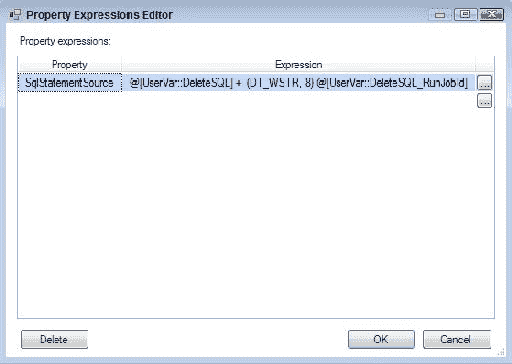 Property Expressions Editor
Property expressions:
Property Expression
SqlStatementSource @[UserVar::DeleteSQL] + (DT_WSTR, 8) @[UserVar::DeleteSQL_RunJobId] ...
...
Delete OK Cancel